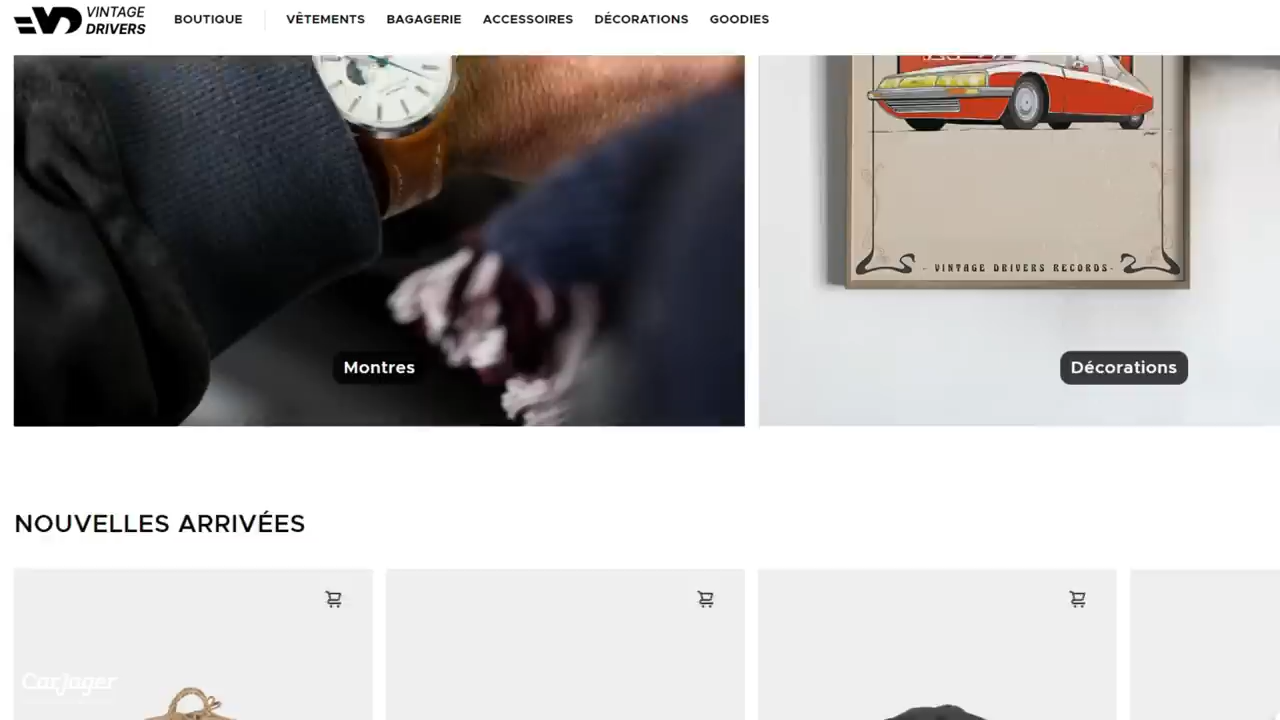 VINTAGE
DRIVERS
BOUTIQUE
VÊTEMENTS
BAGAGERIE
ACCESSOIRES
DÉCORATIONS
GOODIES
- VINTAGE DRIVERS RECORDS-
Montres
Décorations
NOUVELLES ARRIVÉES
CarJager